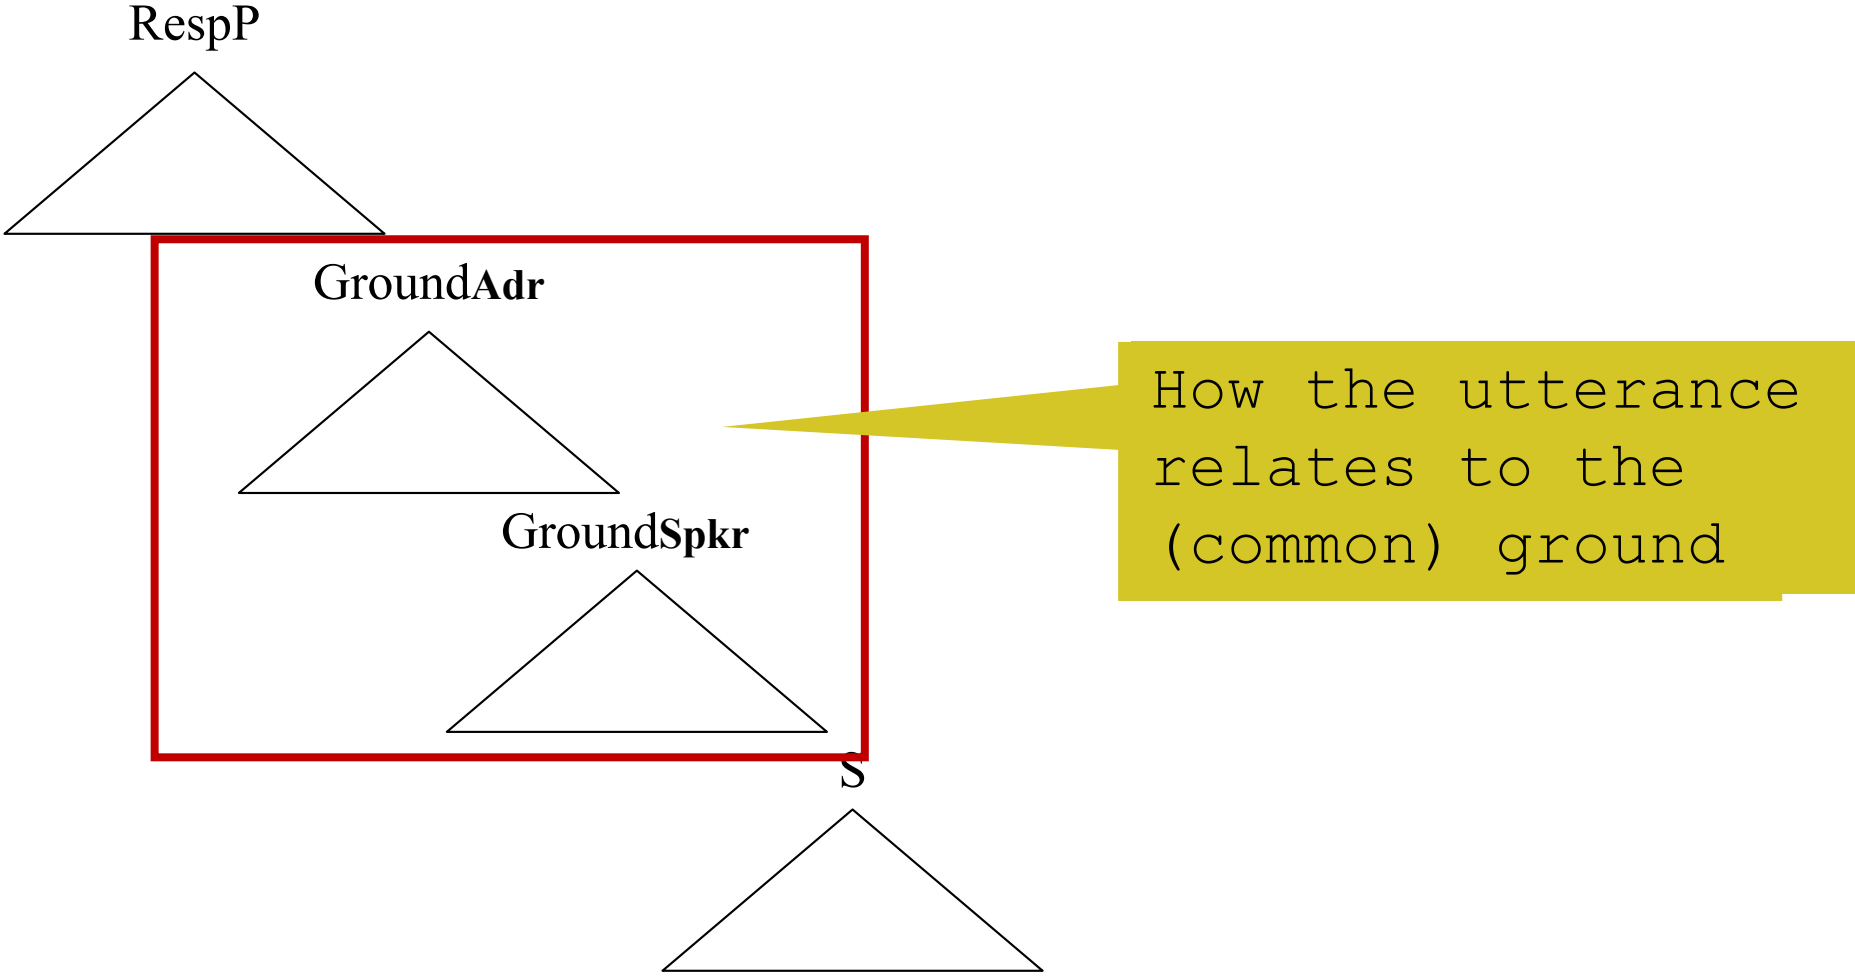 RespP
GroundAdr
How the utterance
relates to the
(common) ground
GroundSpkr
S